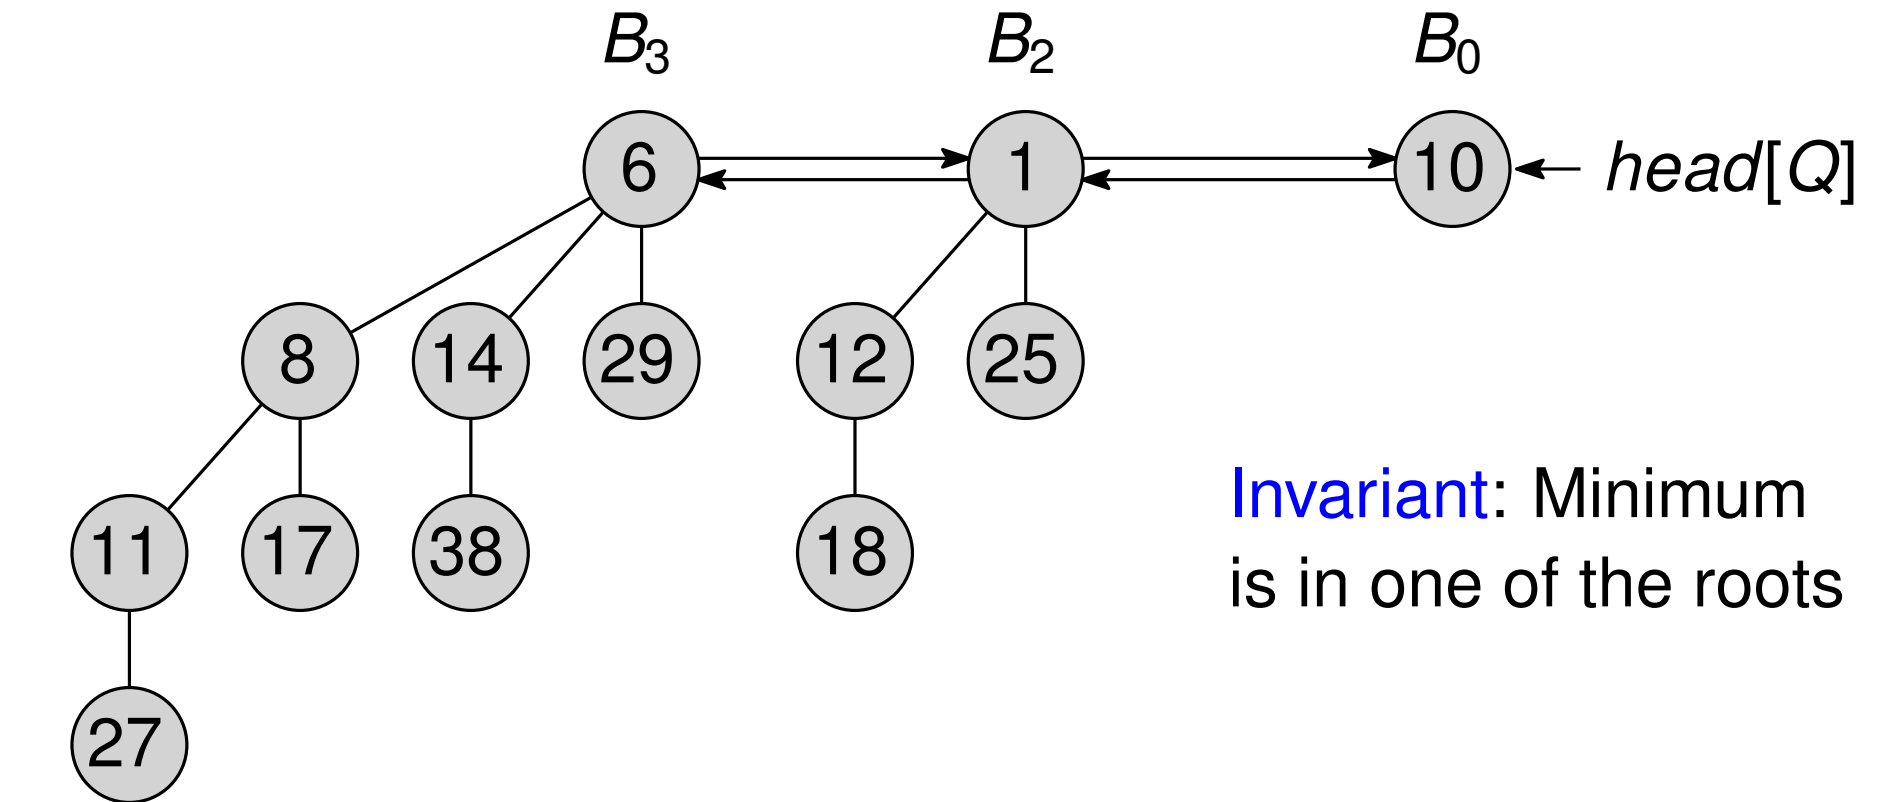 B3 B2 B0
6 1 10 head[Q]
8 14 29 12 25
Invariant: Minimum
11 17 38 18
is in one of the roots
27